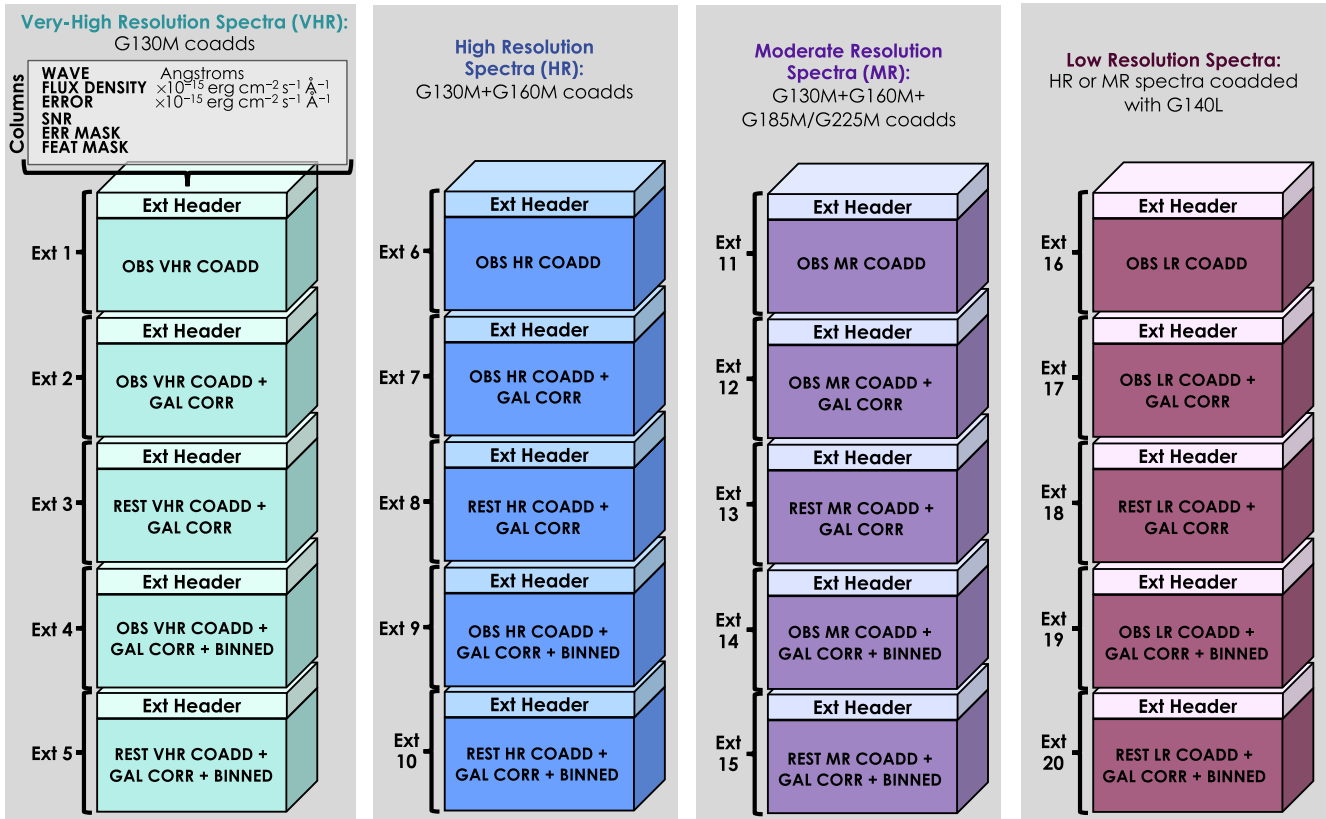 Very-High Resolution Spectra (VHR):
G130M coadds
Columns
WAVE Angstroms
FLUX DENSITY ×10⁻¹⁵ erg cm⁻² s⁻¹ Å⁻¹
ERROR ×10⁻¹⁵ erg cm⁻² s⁻¹ Å⁻¹
SNR
ERR MASK
FEAT MASK
Ext 1
Ext Header
OBS VHR COADD
Ext 2
Ext Header
OBS VHR COADD +
GAL CORR
Ext 3
Ext Header
REST VHR COADD +
GAL CORR
Ext 4
Ext Header
OBS VHR COADD +
GAL CORR + BINNED
Ext 5
Ext Header
REST VHR COADD +
GAL CORR + BINNED
High Resolution
Spectra (HR):
G130M+G160M coadds
Ext 6
Ext Header
OBS HR COADD
Ext 7
Ext Header
OBS HR COADD +
GAL CORR
Ext 8
Ext Header
REST HR COADD +
GAL CORR
Ext 9
Ext Header
OBS HR COADD +
GAL CORR + BINNED
Ext
10
Ext Header
REST HR COADD +
GAL CORR + BINNED
Moderate Resolution
Spectra (MR):
G130M+G160M+
G185M/G225M coadds
Ext
11
Ext Header
OBS MR COADD
Ext
12
Ext Header
OBS MR COADD +
GAL CORR
Ext
13
Ext Header
REST MR COADD +
GAL CORR
Ext
14
Ext Header
OBS MR COADD +
GAL CORR + BINNED
Ext
15
Ext Header
REST MR COADD +
GAL CORR + BINNED
Low Resolution Spectra:
HR or MR spectra coadded
with G140L
Ext
16
Ext Header
OBS LR COADD
Ext
17
Ext Header
OBS LR COADD +
GAL CORR
Ext
18
Ext Header
REST LR COADD +
GAL CORR
Ext
19
Ext Header
OBS LR COADD +
GAL CORR + BINNED
Ext
20
Ext Header
REST LR COADD +
GAL CORR + BINNED